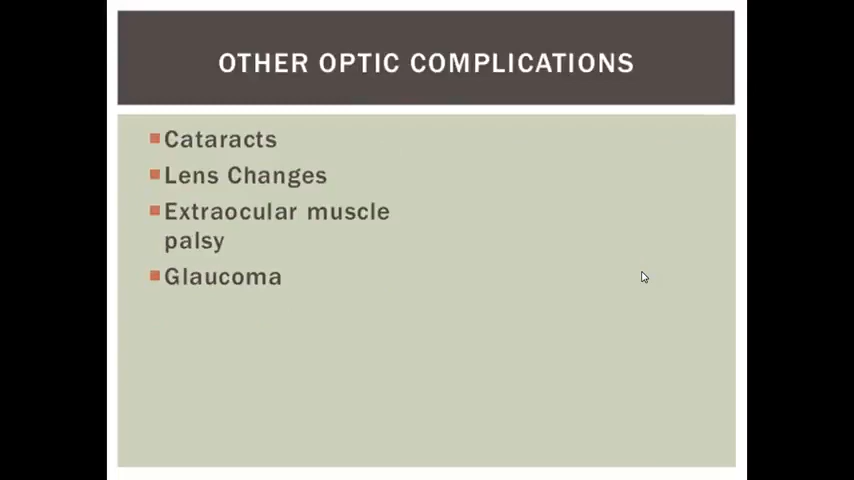 OTHER OPTIC COMPLICATIONS
Cataracts
Lens Changes
Extraocular muscle
palsy
Glaucoma